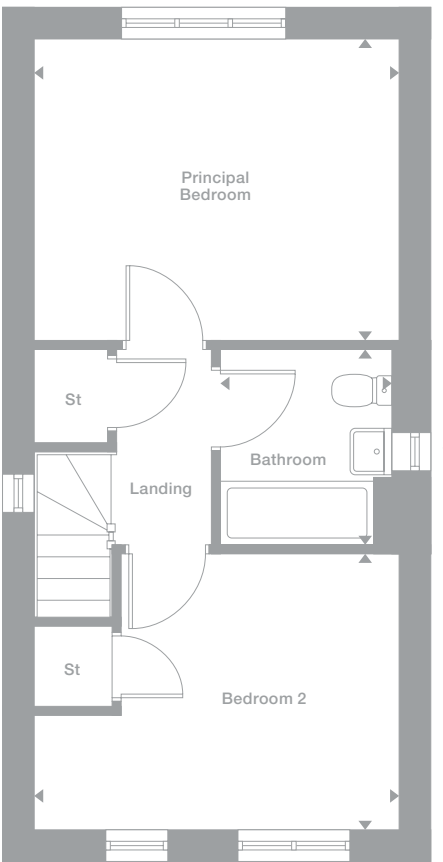 Principal
Bedroom
St
Bathroom
Landing
St
Bedroom 2